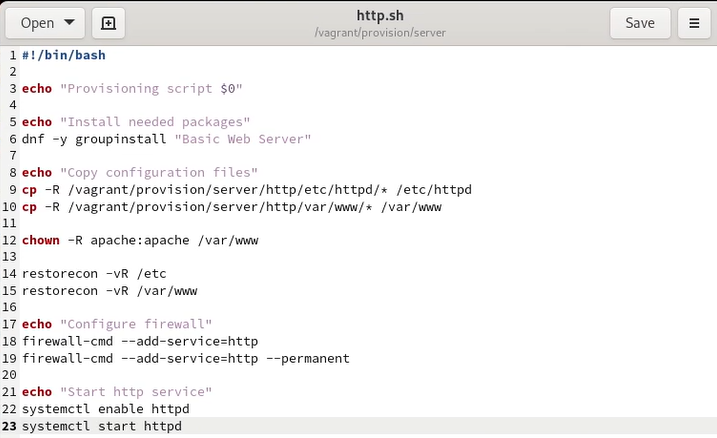 Open
http.sh
/vagrant/provision/server
Save
1 #!/bin/bash
2
3 echo "Provisioning script $0"
4
5 echo "Install needed packages"
6 dnf -y groupinstall "Basic Web Server"
7
8 echo "Copy configuration files"
9 cp -R /vagrant/provision/server/http/etc/httpd/* /etc/httpd
10 cp -R /vagrant/provision/server/http/var/www/* /var/www
11
12 chown -R apache:apache /var/www
13
14 restorecon -vR /etc
15 restorecon -vR /var/www
16
17 echo "Configure firewall"
18 firewall-cmd --add-service=http
19 firewall-cmd --add-service=http --permanent
20
21 echo "Start http service"
22 systemctl enable httpd
23 systemctl start httpd